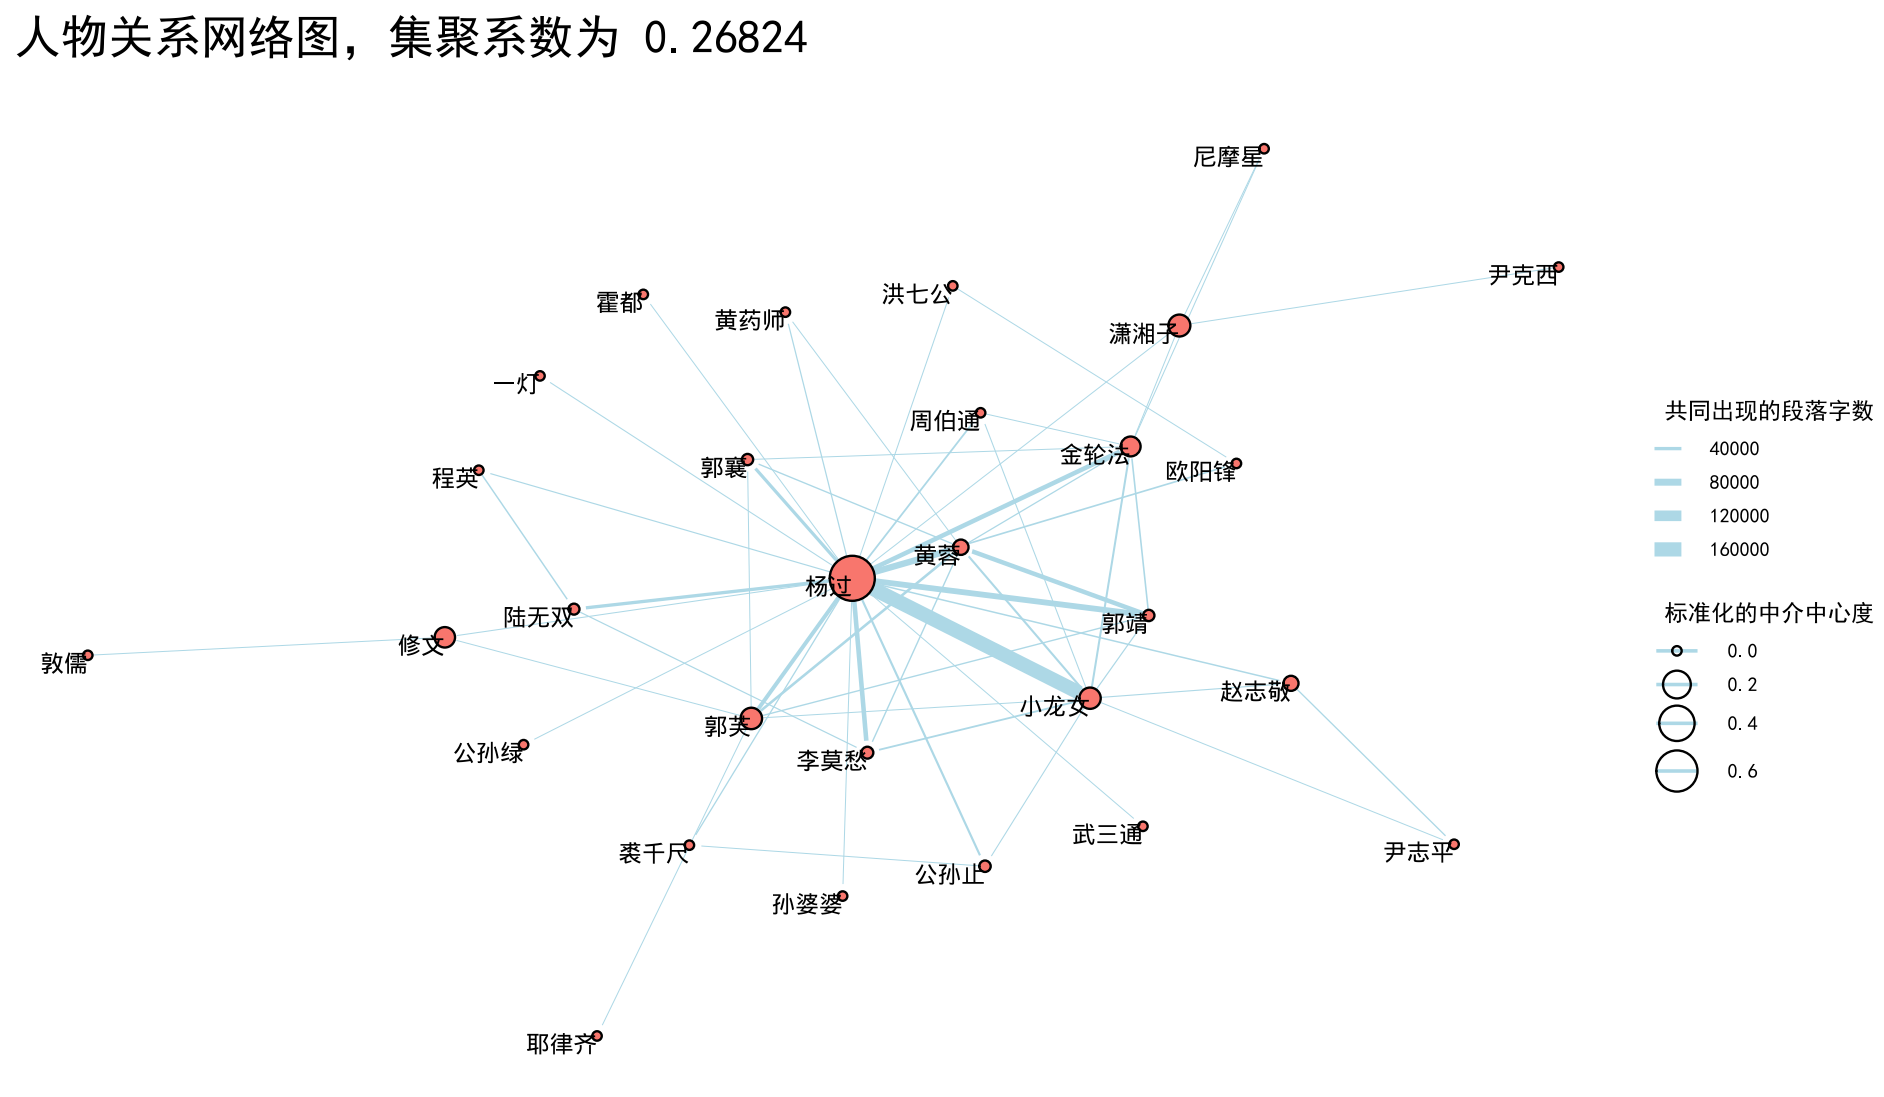 人物关系网络图，集聚系数为 0.26824
尼摩星
尹克西
洪七公
霍都
黄药师
潇湘子
一灯
周伯通
金轮法
郭襄
欧阳锋
程英
黄蓉
杨过
陆无双
郭靖
修文
敦儒
赵志敬
小龙女
郭芙
公孙绿
李莫愁
武三通
尹志平
裘千尺
公孙止
孙婆婆
耶律齐
共同出现的段落字数
40000
80000
120000
160000
标准化的中介中心度
0.0
0.2
0.4
0.6